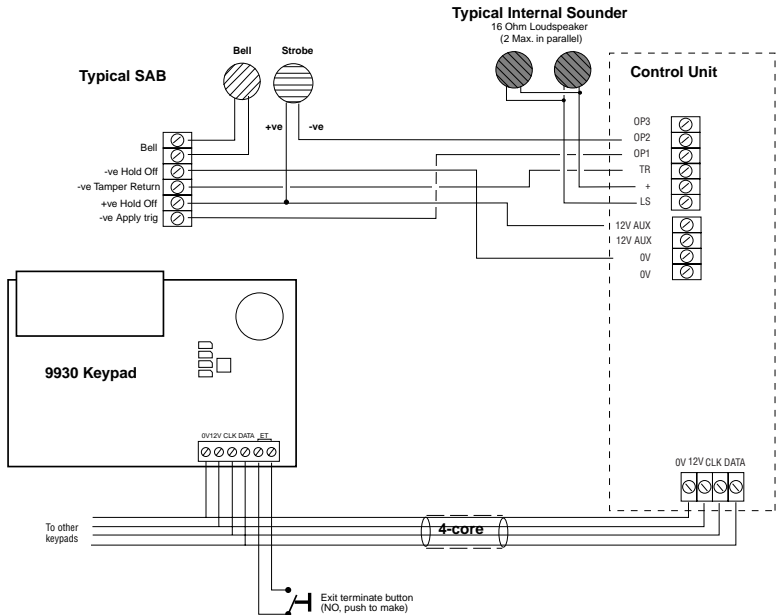 Typical Internal Sounder
16 Ohm Loudspeaker
(2 Max. in parallel)
Typical SAB
Bell
Strobe
Control Unit
+ve
-ve
Bell
-ve Hold Off
-ve Tamper Return
+ve Hold Off
-ve Apply trig
OP3
OP2
OP1
TR
+
LS
12V AUX
12V AUX
0V
0V
9930 Keypad
0V 12V CLK DATA ET
0V 12V CLK DATA
To other
keypads
4-core
Exit terminate button
(NO, push to make)